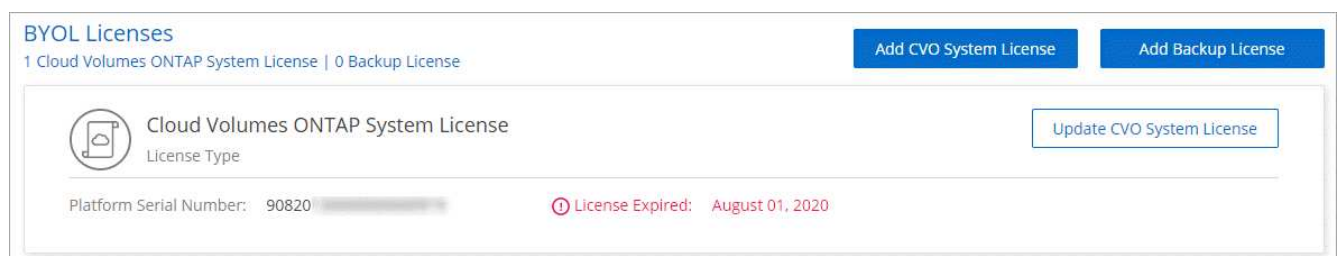 BYOL Licenses
1 Cloud Volumes ONTAP System License | 0 Backup License
Add CVO System License
Add Backup License
Cloud Volumes ONTAP System License
License Type
Update CVO System License
Platform Serial Number: 90820
License Expired: August 01, 2020